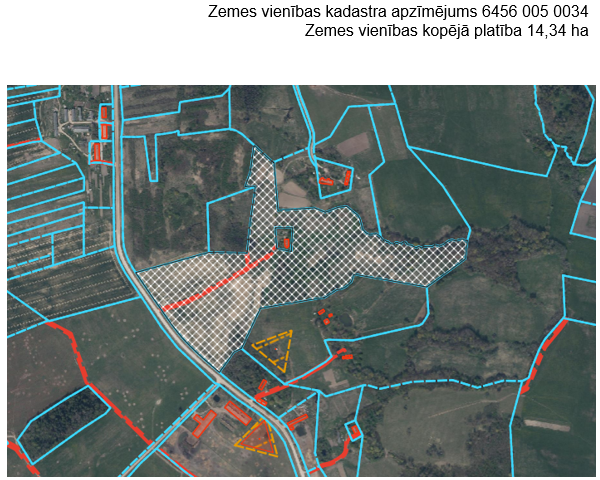 Zemes vienības kadastra apzīmējums 6456 005 0034
Zemes vienības kopējā platība 14,34 ha